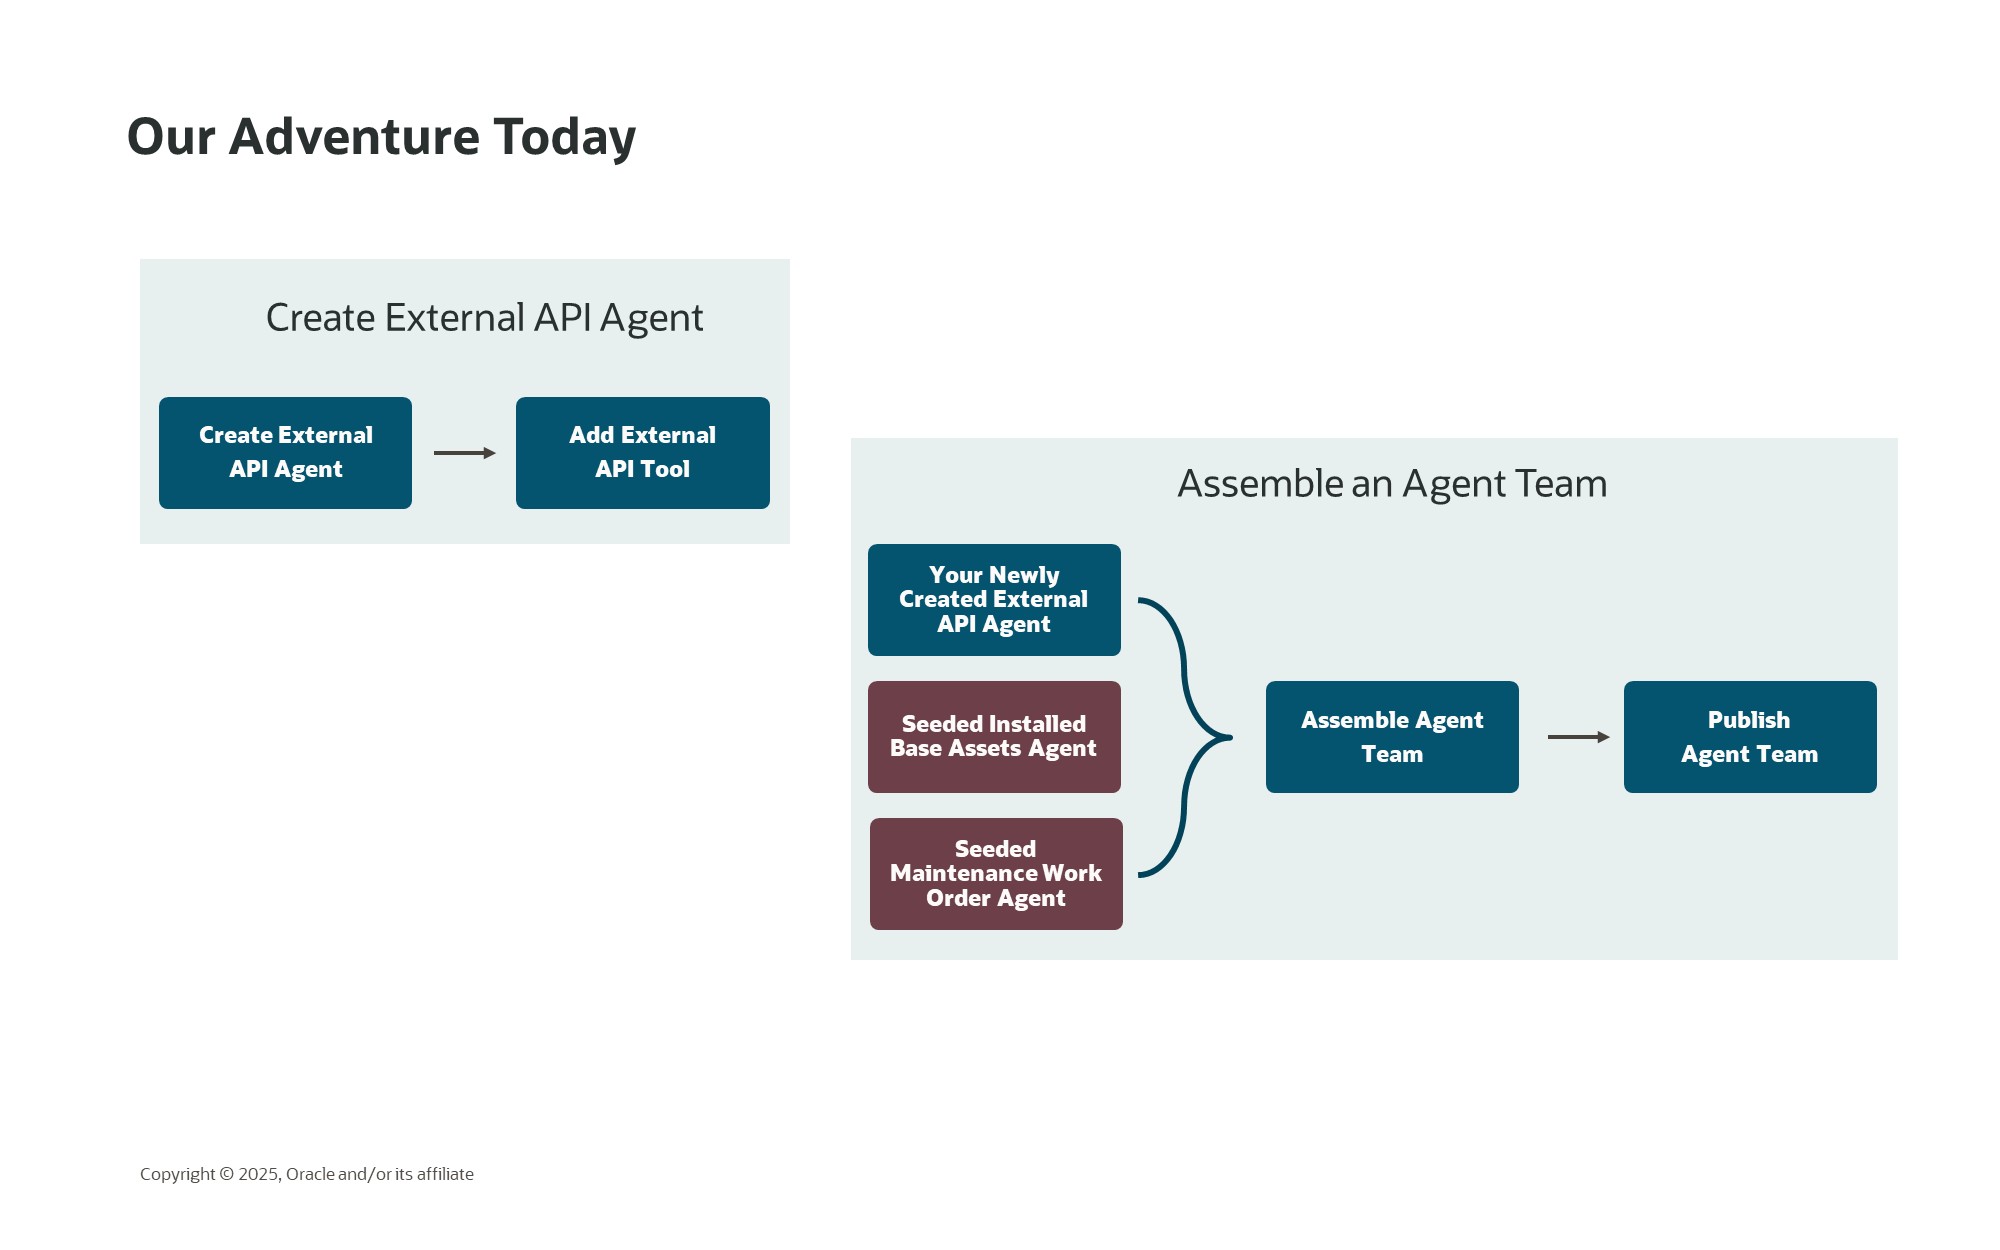 Our Adventure Today
Create External API Agent
Create External
API Agent
Add External
API Tool
Assemble an Agent Team
Your Newly
Created External
API Agent
Seeded Installed
Base Assets Agent
Seeded
Maintenance Work
Order Agent
Assemble Agent
Team
Publish
Agent Team
Copyright © 2025, Oracle and/or its affiliate